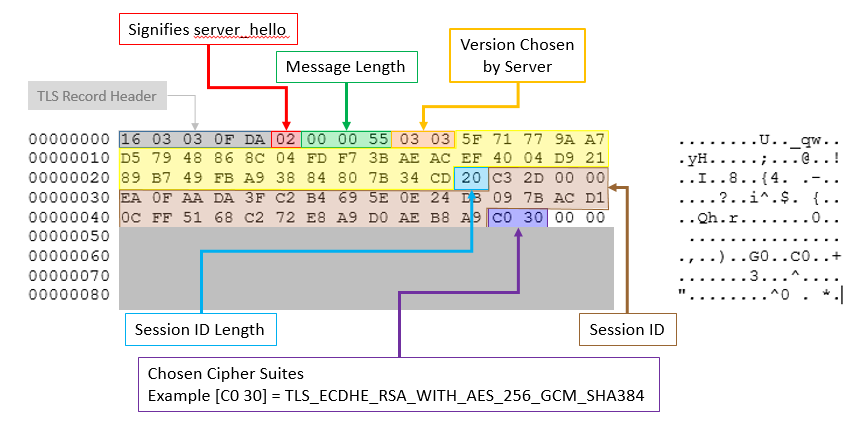 Signifies server_hello
Message Length
Version Chosen
by Server
TLS Record Header
00000000 16 03 03 0F DA 02 00 00 55 03 03 5F 71 77 9A A7 ........U.._qw..
00000010 D5 79 48 86 8C 04 FD F7 3B AE AC EF 40 04 D9 21 .yH.....;...@..!
00000020 89 B7 49 FB A9 38 84 80 7B 34 CD 20 C3 2D 00 00 ..I..8..{4. .-..
00000030 EA 0F AA DA 3F C2 B4 69 5E 0E 24 DB 09 7B AC D1 ....?..i^.$. {..
00000040 0C FF 51 68 C2 72 E8 A9 D0 AE B8 A9 C0 30 00 00 ..Qh.r.......0..
00000050 ...............
00000060 .,..)..G0..C0..+
00000070 .......3...^....
00000080 "........^0 . *.
Session ID Length
Session ID
Chosen Cipher Suites
Example [C0 30] = TLS_ECDHE_RSA_WITH_AES_256_GCM_SHA384